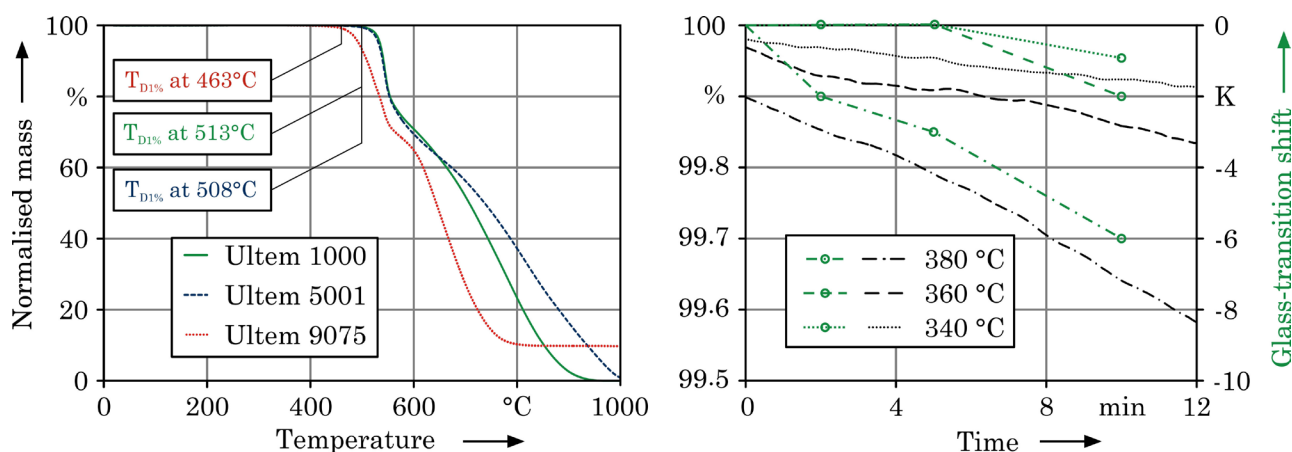 Normalised mass
100
%
60
40
20
0
T_D1% at 463°C
T_D1% at 513°C
T_D1% at 508°C
Ultem 1000
Ultem 5001
Ultem 9075
0 200 400 600 °C 1000
Temperature
100
%
99.8
99.7
99.6
99.5
380 °C
360 °C
340 °C
0 4 8 min 12
Time
0
K
-4
-6
-8
-10
Glass-transition shift